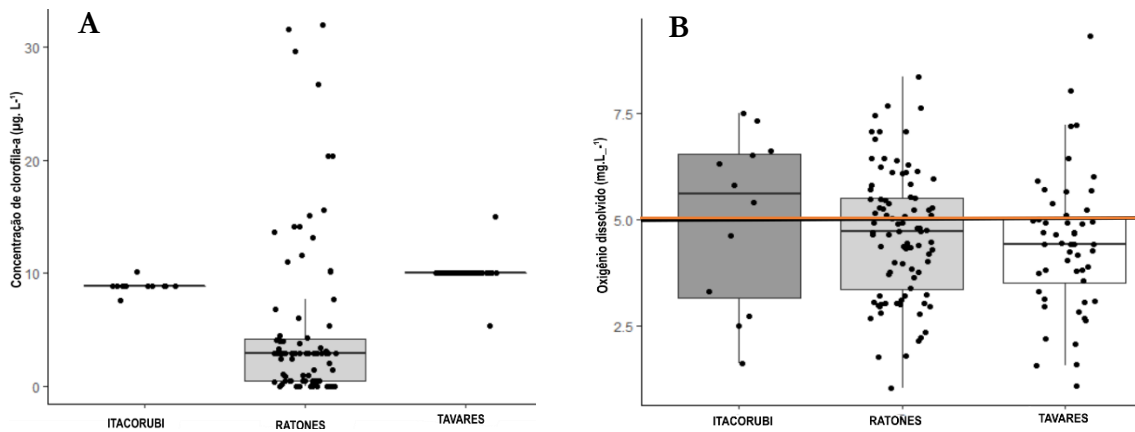 A
Concentração de clorofila-a (µg. L-¹)
30
20
10
0
ITACORUBI
RATONES
TAVARES
B
Oxigênio dissolvido (mg.L_-¹)
7.5
5.0
2.5
ITACORUBI
RATONES
TAVARES